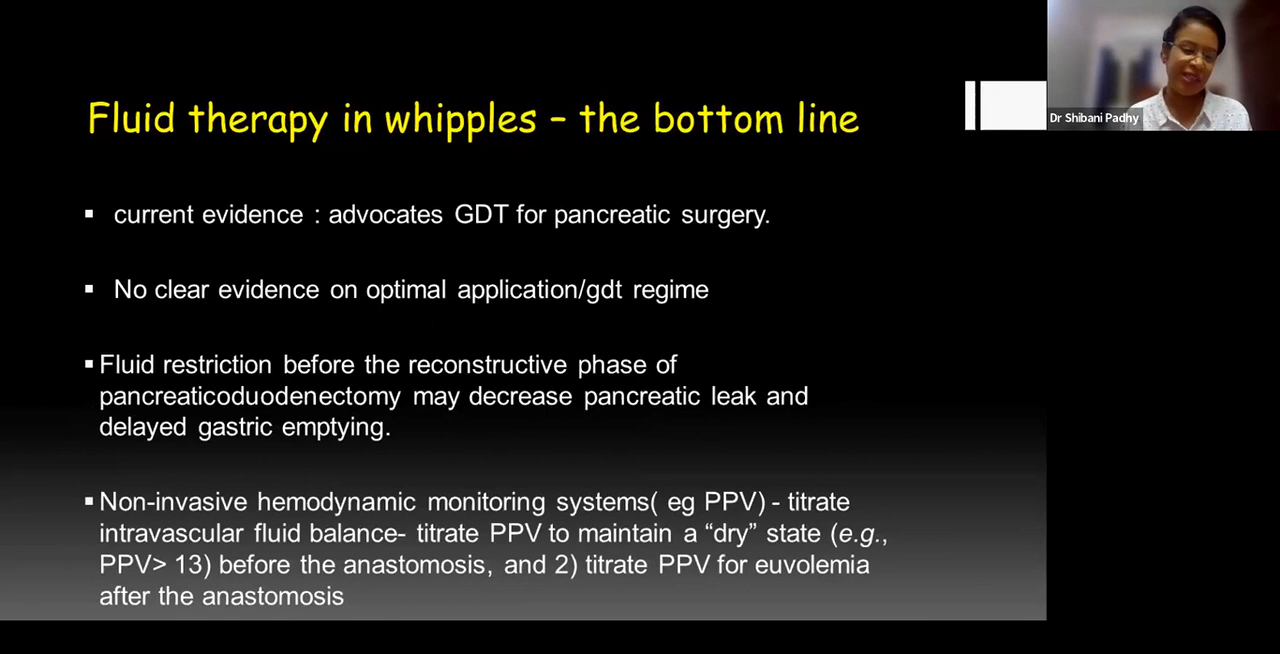 Fluid therapy in whipples – the bottom line
Dr Shibani Padhy
▪ current evidence : advocates GDT for pancreatic surgery.
▪ No clear evidence on optimal application/gdt regime
▪ Fluid restriction before the reconstructive phase of
pancreaticoduodenectomy may decrease pancreatic leak and
delayed gastric emptying.
▪ Non-invasive hemodynamic monitoring systems( eg PPV) - titrate
intravascular fluid balance- titrate PPV to maintain a “dry” state (e.g.,
PPV> 13) before the anastomosis, and 2) titrate PPV for euvolemia
after the anastomosis